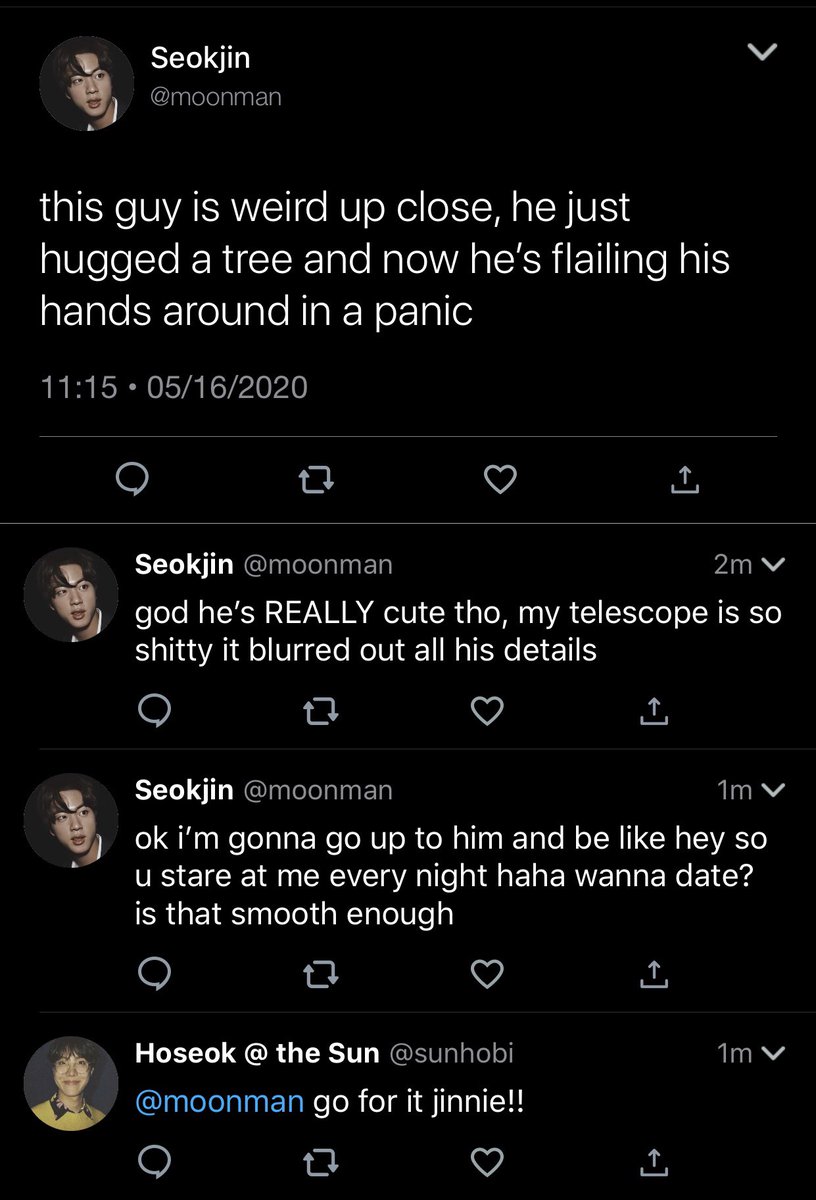 Seokjin
@moonman
this guy is weird up close, he just
hugged a tree and now he’s flailing his
hands around in a panic
11:15 • 05/16/2020
Seokjin @moonman 2m
god he’s REALLY cute tho, my telescope is so
shitty it blurred out all his details
Seokjin @moonman 1m
ok i’m gonna go up to him and be like hey so
u stare at me every night haha wanna date?
is that smooth enough
Hoseok @ the Sun @sunhobi 1m
@moonman go for it jinnie!!